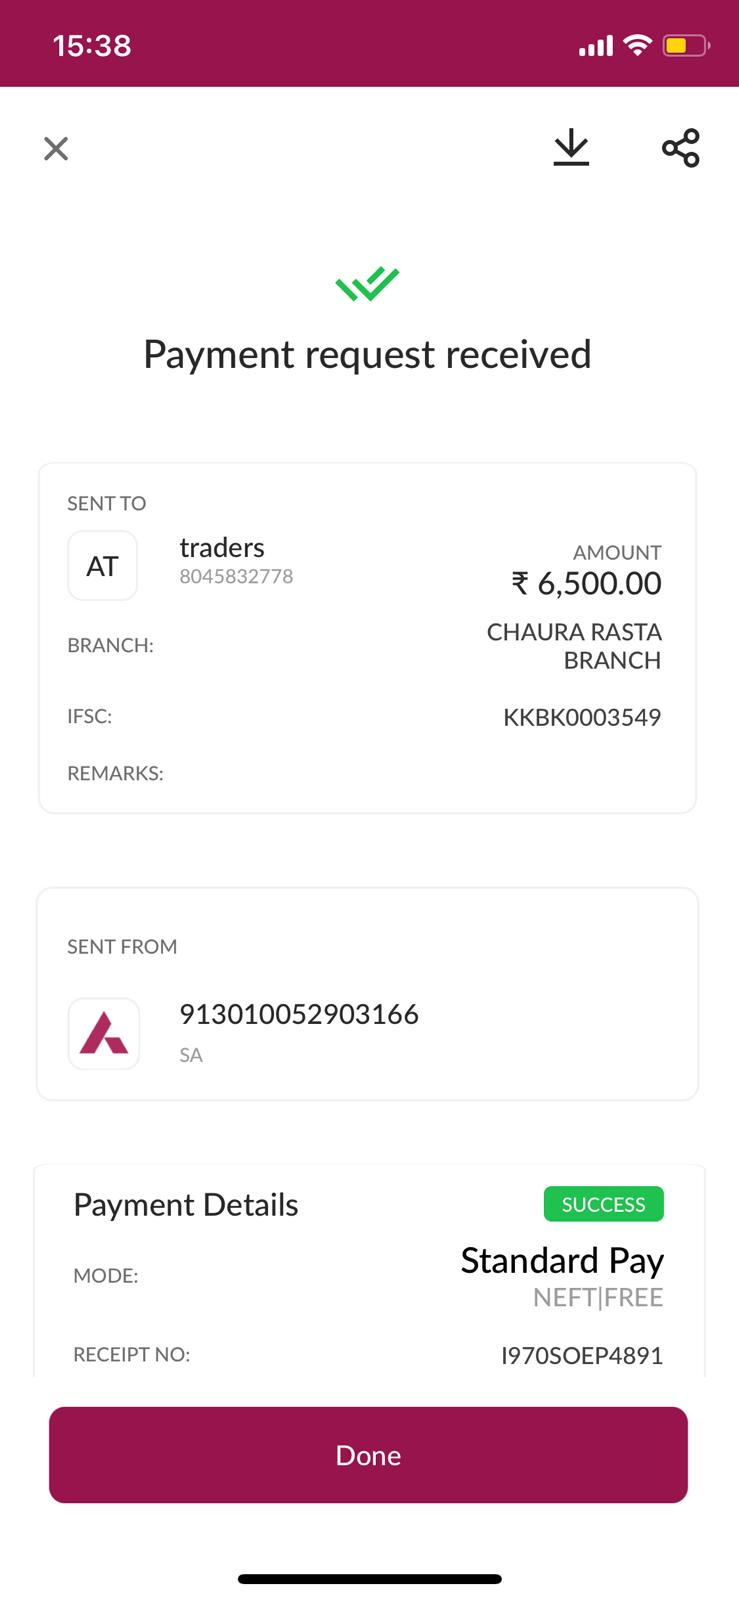 15:38
Payment request received
SENT TO
AT
traders
8045832778
AMOUNT
₹ 6,500.00
BRANCH:
CHAURA RASTA
BRANCH
IFSC:
KKBK0003549
REMARKS:
SENT FROM
913010052903166
SA
Payment Details
SUCCESS
MODE:
Standard Pay
NEFT|FREE
RECEIPT NO:
I970SOEP4891
Done